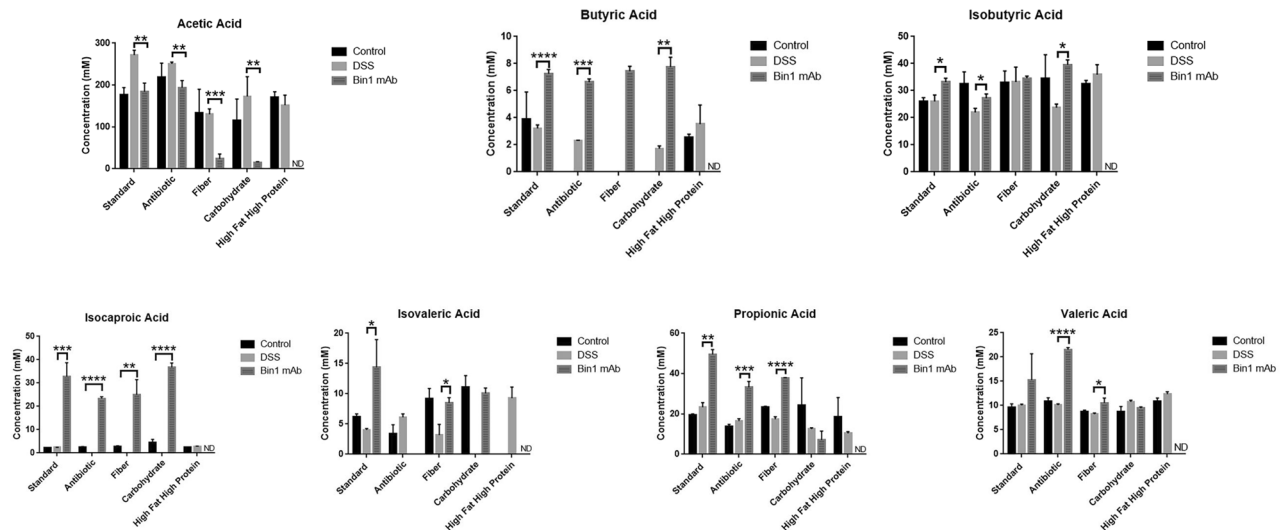 Acetic Acid
Concentration (mM)
300
200
100
0
**
**
***
**
ND
Standard
Antibiotic
Fiber
Carbohydrate
High Fat High Protein
Control
DSS
Bin1 mAb
Butyric Acid
Concentration (mM)
8
6
4
2
0
****
***
**
ND
Standard
Antibiotic
Fiber
Carbohydrate
High Fat High Protein
Control
DSS
Bin1 mAb
Isobutyric Acid
Concentration (mM)
50
40
30
20
10
0
*
*
*
ND
Standard
Antibiotic
Fiber
Carbohydrate
High Fat High Protein
Control
DSS
Bin1 mAb
Isocaproic Acid
Concentration (mM)
50
40
30
20
10
0
***
****
**
****
ND
Standard
Antibiotic
Fiber
Carbohydrate
High Fat High Protein
Control
DSS
Bin1 mAb
Isovaleric Acid
Concentration (mM)
20
15
10
5
0
*
*
ND
Standard
Antibiotic
Fiber
Carbohydrate
High Fat High Protein
Control
DSS
Bin1 mAb
Propionic Acid
Concentration (mM)
60
40
20
0
**
***
****
ND
Standard
Antibiotic
Fiber
Carbohydrate
High Fat High Protein
Control
DSS
Bin1 mAb
Valeric Acid
Concentration (mM)
25
20
15
10
5
0
****
*
ND
Standard
Antibiotic
Fiber
Carbohydrate
High Fat High Protein
Control
DSS
Bin1 mAb